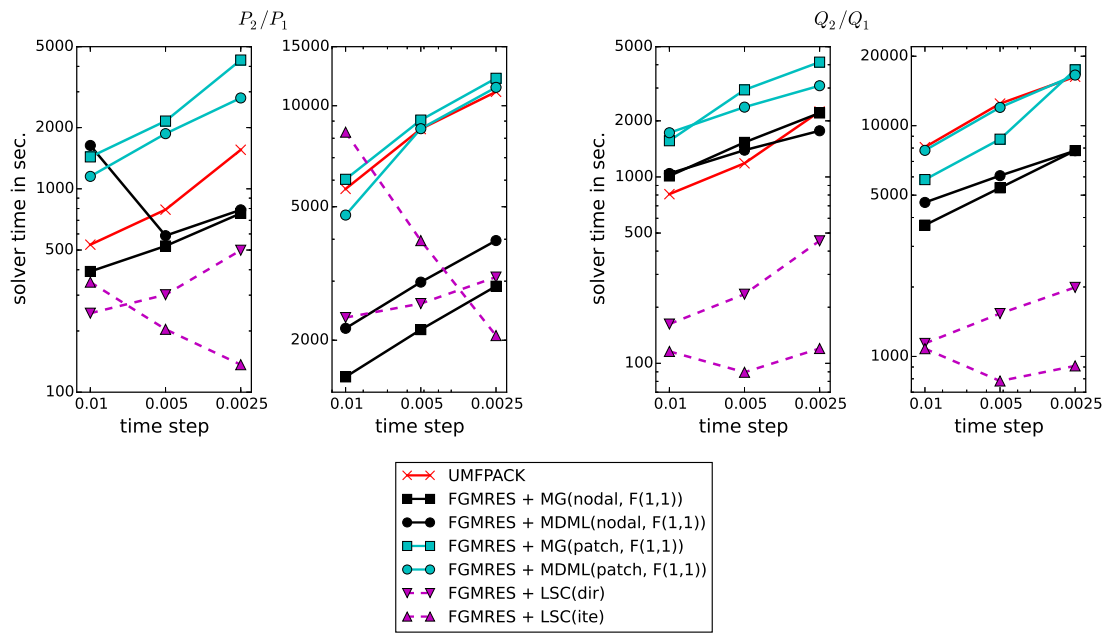 P_2/P_1
Q_2/Q_1
solver time in sec.
5000
2000
1000
500
100
0.01 0.005 0.0025
time step
15000
10000
5000
2000
0.01 0.005 0.0025
time step
solver time in sec.
5000
2000
1000
500
100
0.01 0.005 0.0025
time step
20000
10000
5000
1000
0.01 0.005 0.0025
time step
UMFPACK
FGMRES + MG(nodal, F(1,1))
FGMRES + MDML(nodal, F(1,1))
FGMRES + MG(patch, F(1,1))
FGMRES + MDML(patch, F(1,1))
FGMRES + LSC(dir)
FGMRES + LSC(ite)